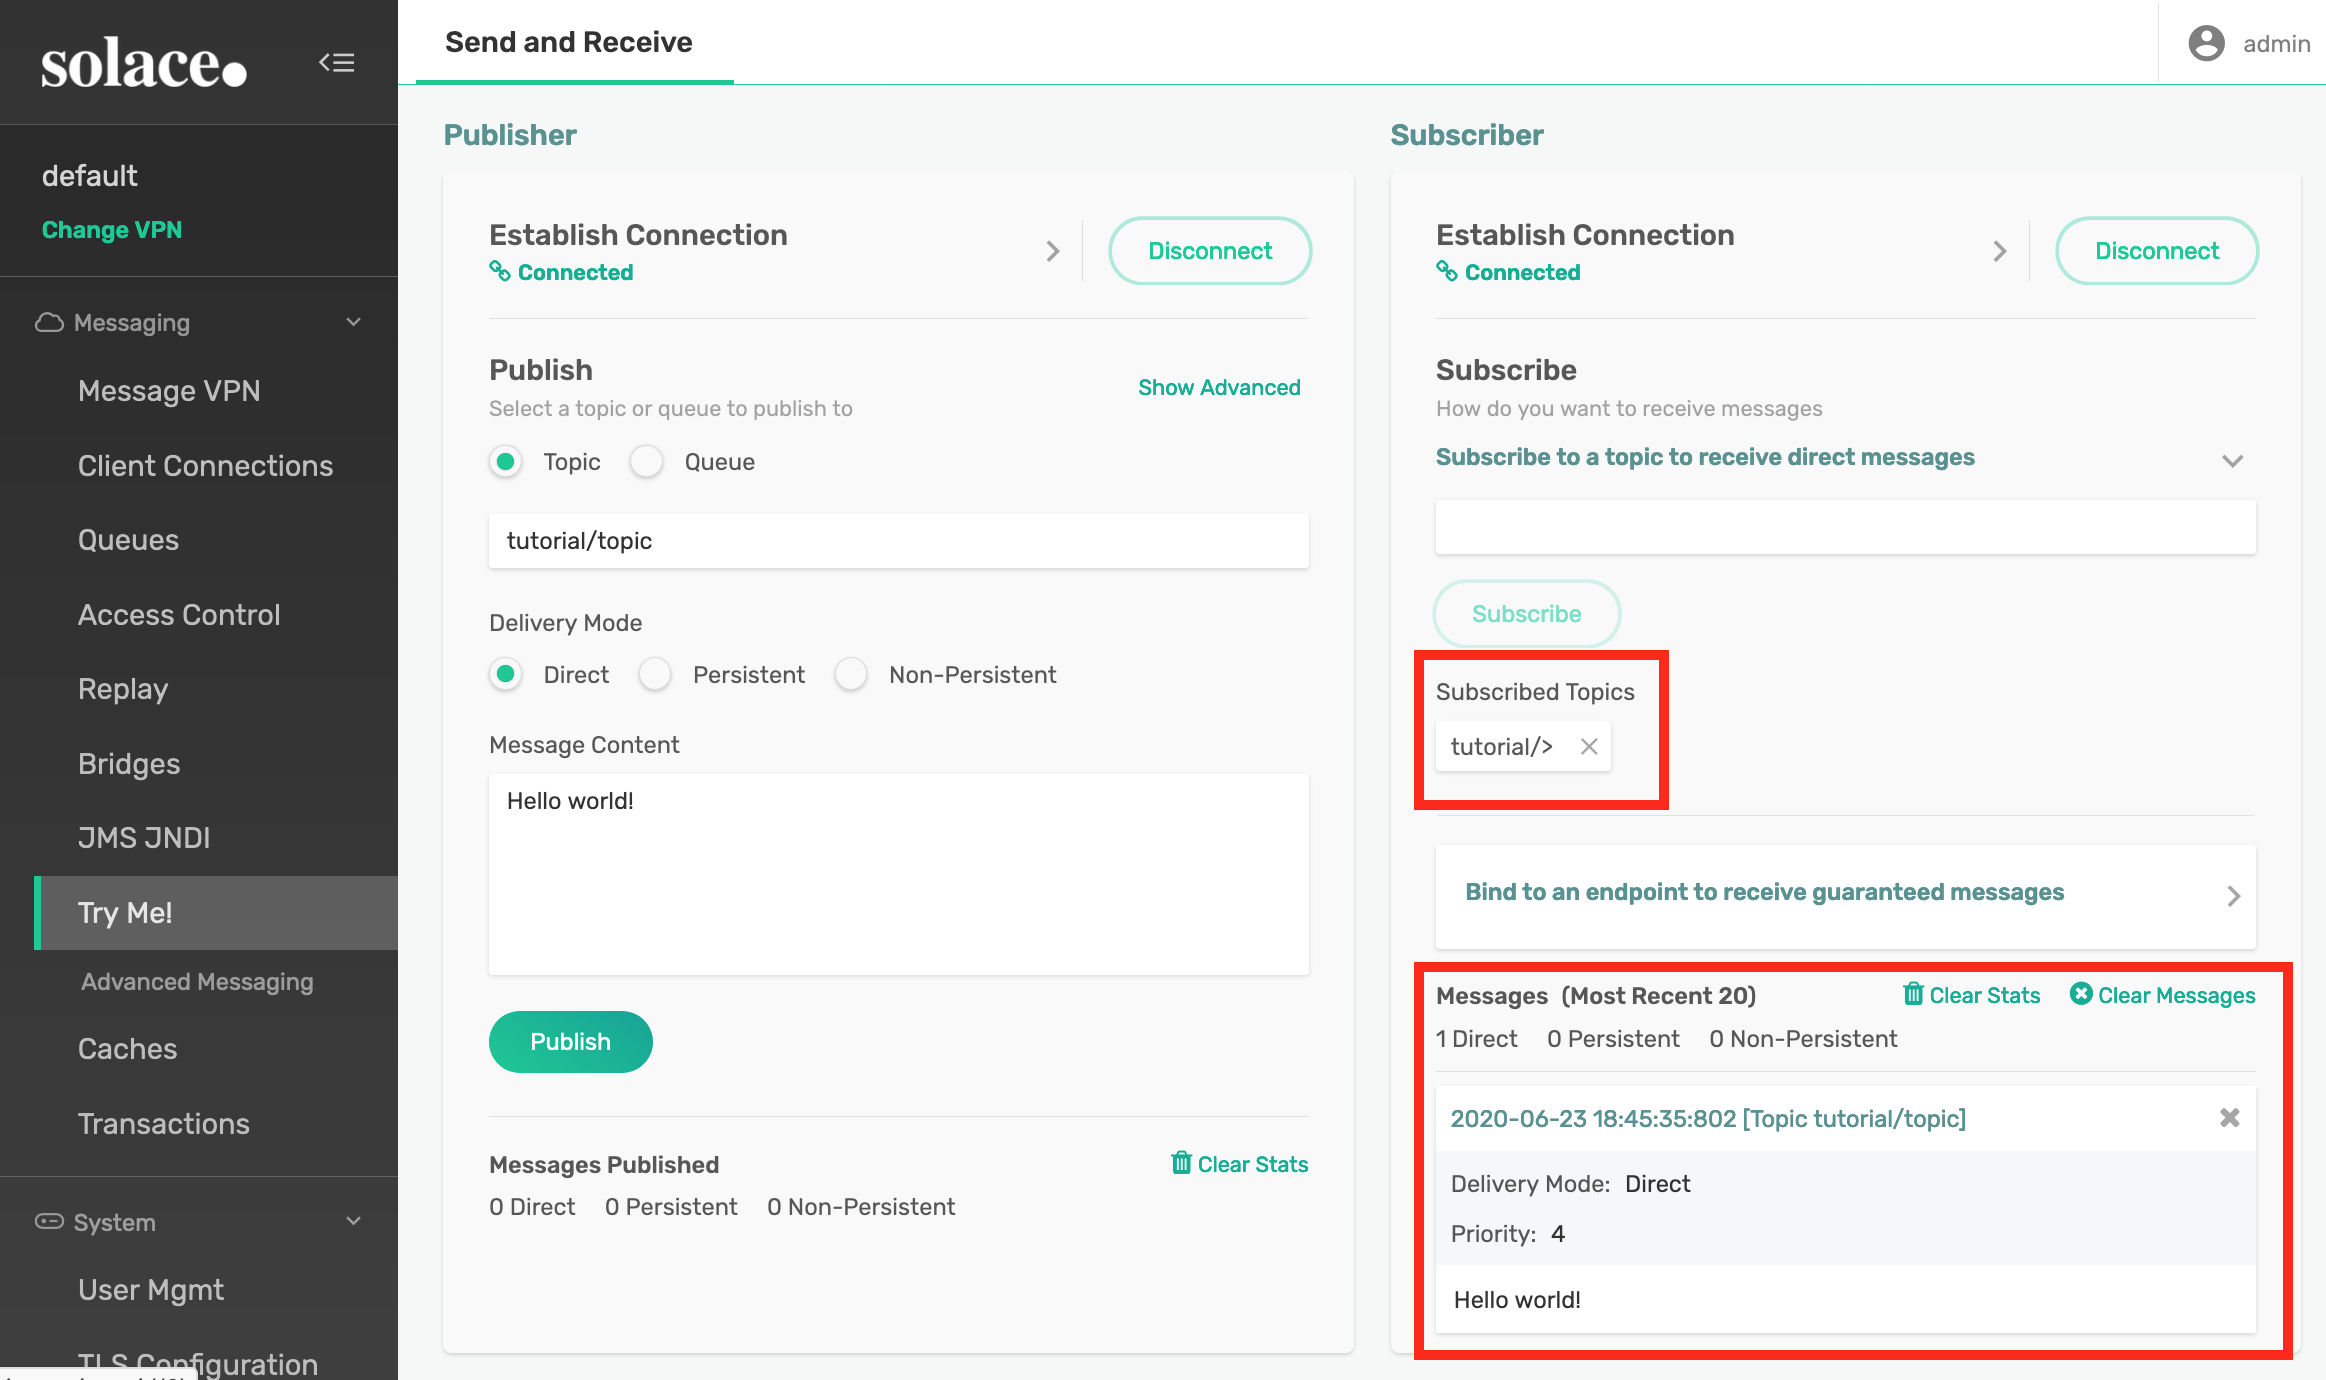 solace.
default
Change VPN
Messaging
Message VPN
Client Connections
Queues
Access Control
Replay
Bridges
JMS JNDI
Try Me!
Advanced Messaging
Caches
Transactions
System
User Mgmt
TLS Configuration
Send and Receive
admin
Publisher
Establish Connection
Connected
Disconnect
Publish
Select a topic or queue to publish to
Show Advanced
Topic Queue
tutorial/topic
Delivery Mode
Direct Persistent Non-Persistent
Message Content
Hello world!
Publish
Messages Published
Clear Stats
0 Direct 0 Persistent 0 Non-Persistent
Subscriber
Establish Connection
Connected
Disconnect
Subscribe
How do you want to receive messages
Subscribe to a topic to receive direct messages
Subscribe
Subscribed Topics
tutorial/>
Bind to an endpoint to receive guaranteed messages
Messages (Most Recent 20)
Clear Stats Clear Messages
1 Direct 0 Persistent 0 Non-Persistent
2020-06-23 18:45:35:802 [Topic tutorial/topic]
Delivery Mode: Direct
Priority: 4
Hello world!